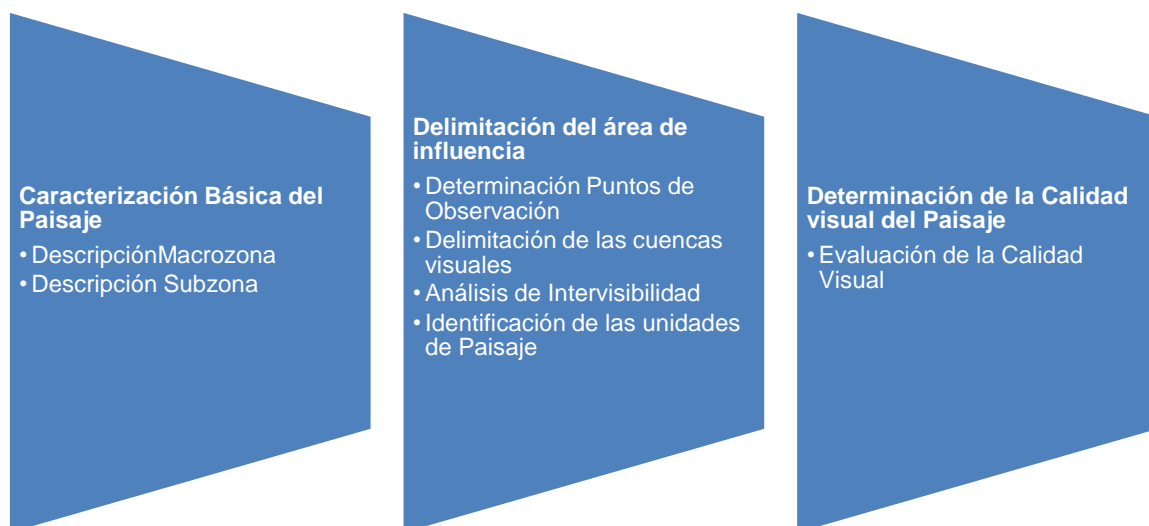 Caracterización Básica del
Paisaje
• DescripciónMacrozona
• Descripción Subzona
Delimitación del área de
influencia
• Determinación Puntos de
Observación
• Delimitación de las cuencas
visuales
• Análisis de Intervisibilidad
• Identificación de las unidades
de Paisaje
Determinación de la Calidad
visual del Paisaje
• Evaluación de la Calidad
Visual